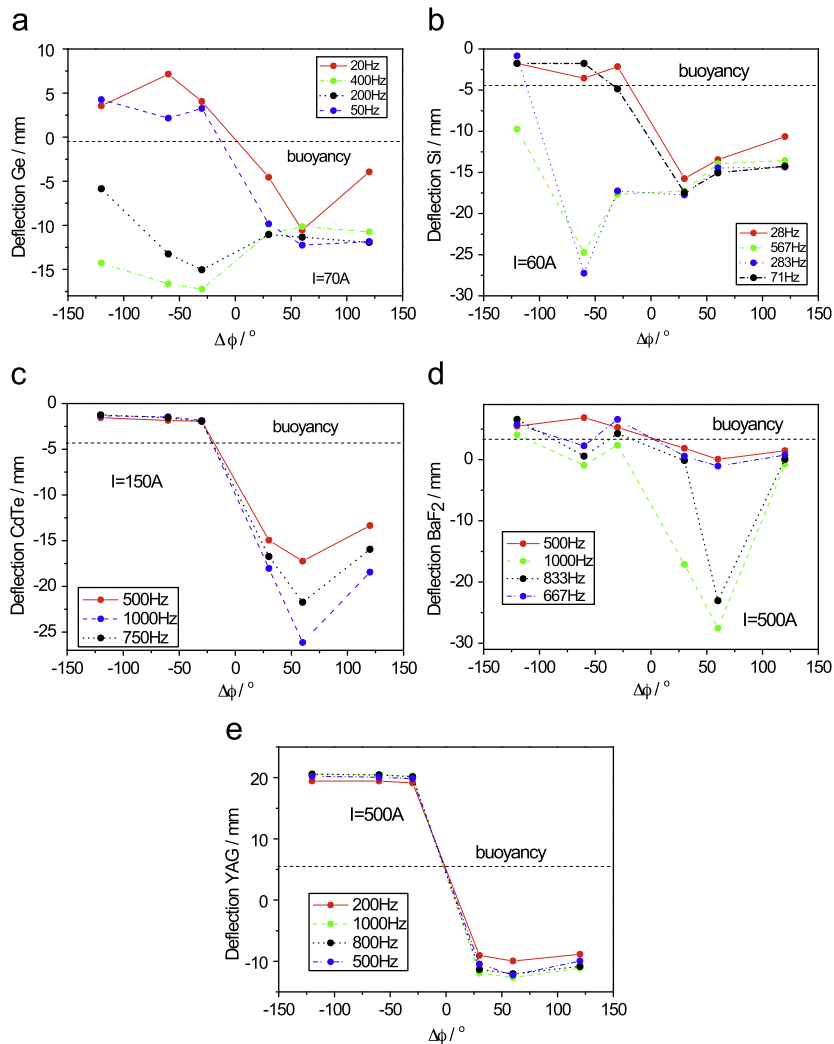 a
10
5
0
-5
-10
-15
-150 -100 -50 0 50 100 150
Deflection Ge / mm
Δϕ / °
20Hz
400Hz
200Hz
50Hz
buoyancy
I=70A
b
0
-5
-10
-15
-20
-25
-30
-150 -100 -50 0 50 100 150
Deflection Si / mm
Δϕ / °
buoyancy
I=60A
28Hz
567Hz
283Hz
71Hz
c
0
-5
-10
-15
-20
-25
-150 -100 -50 0 50 100 150
Deflection CdTe / mm
Δϕ / °
buoyancy
I=150A
500Hz
1000Hz
750Hz
d
0
-10
-20
-30
-150 -100 -50 0 50 100 150
Deflection BaF2 / mm
Δϕ / °
buoyancy
500Hz
1000Hz
833Hz
667Hz
I=500A
e
20
10
0
-10
-150 -100 -50 0 50 100 150
Deflection YAG / mm
Δϕ / °
I=500A
buoyancy
200Hz
1000Hz
800Hz
500Hz